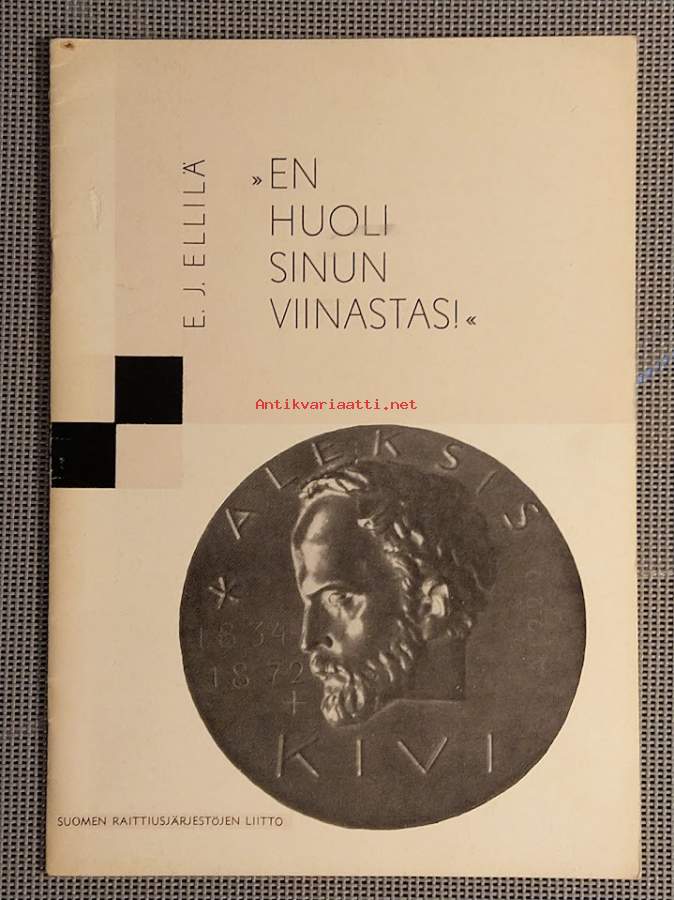 E. J. ELLILÄ
»EN
HUOLI
SINUN
VIINASTAS!«
Antikvariaatti.net
ALEKSIS
* 1834
1872 +
KIVI
SUOMEN RAITTIUSJÄRJESTÖJEN LIITTO